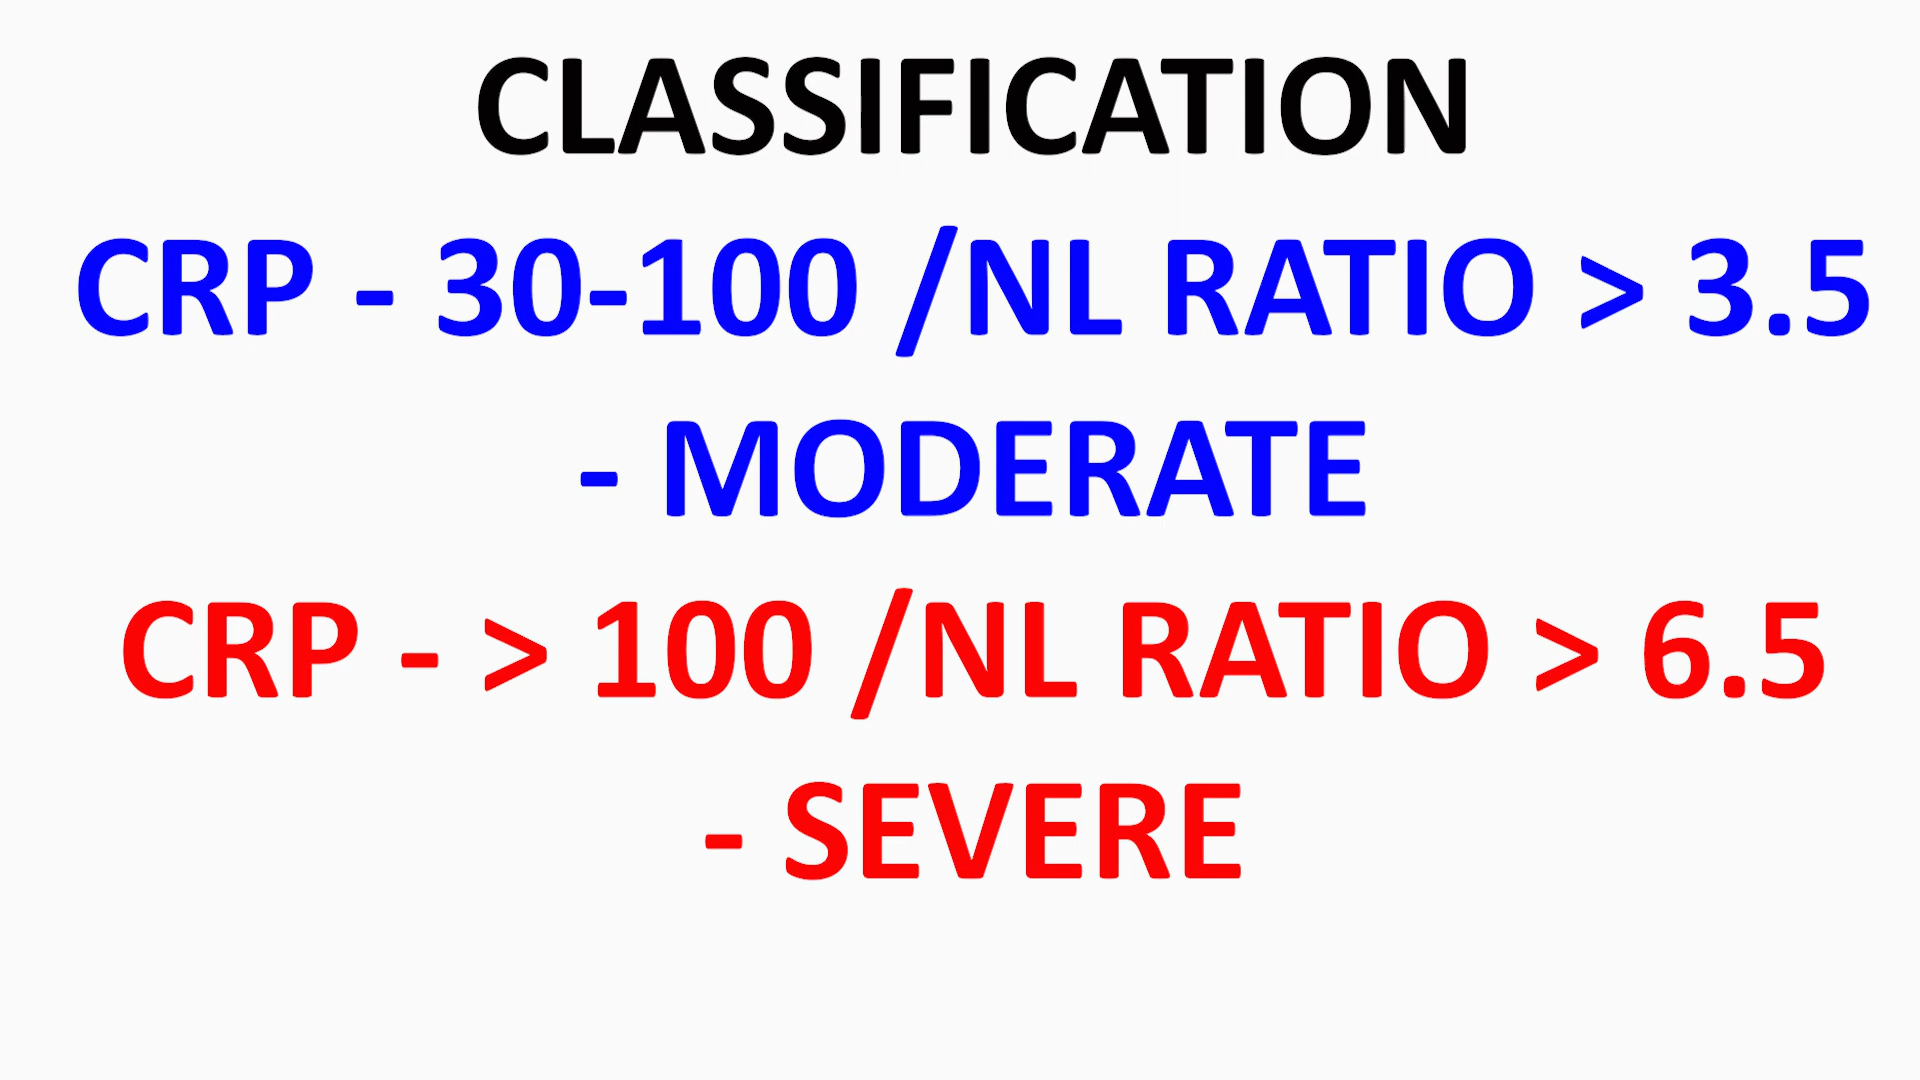 CLASSIFICATION
CRP - 30-100 /NL RATIO > 3.5
- MODERATE
CRP - > 100 /NL RATIO > 6.5
- SEVERE